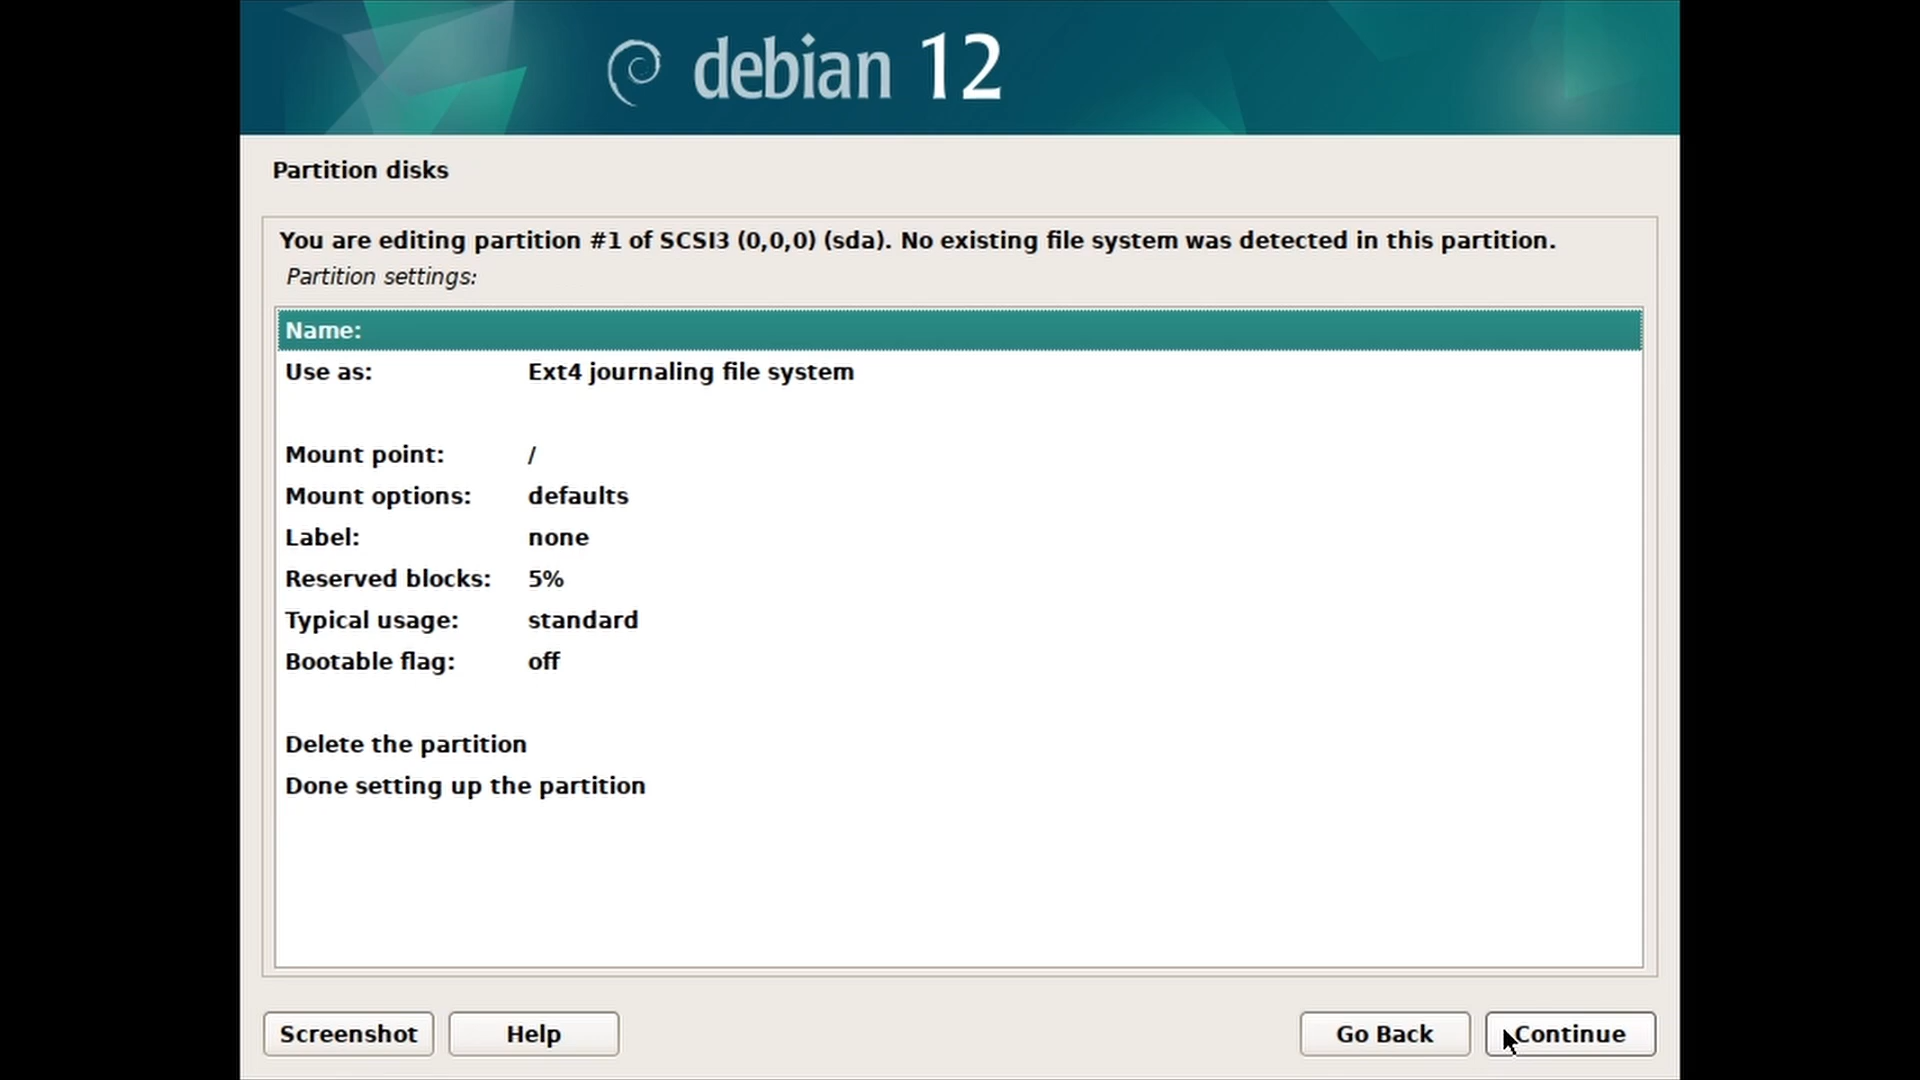 debian 12
Partition disks
You are editing partition #1 of SCSI3 (0,0,0) (sda). No existing file system was detected in this partition.
Partition settings:
Name:
Use as: Ext4 journaling file system
Mount point: /
Mount options: defaults
Label: none
Reserved blocks: 5%
Typical usage: standard
Bootable flag: off
Delete the partition
Done setting up the partition
Screenshot Help Go Back Continue